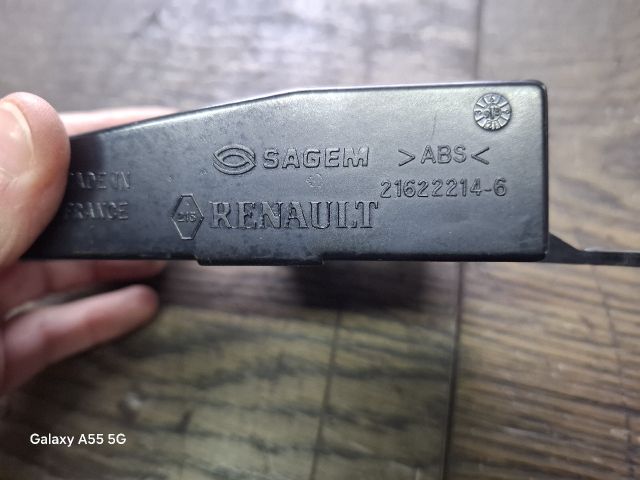 SAGEM >ABS<
MADE IN
21622214-6
FRANCE RENAULT
Galaxy A55 5G